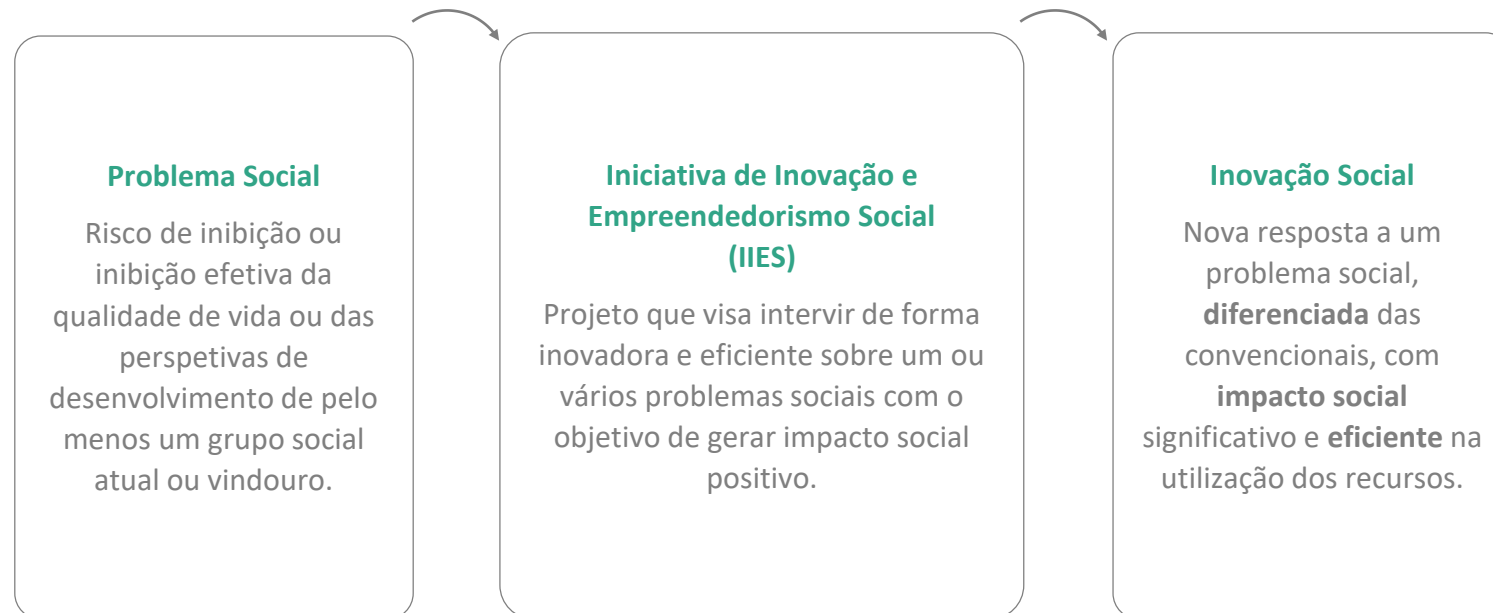 Problema Social
Risco de inibição ou
inibição efetiva da
qualidade de vida ou das
perspetivas de
desenvolvimento de pelo
menos um grupo social
atual ou vindouro.
Iniciativa de Inovação e
Empreendedorismo Social
(IIES)
Projeto que visa intervir de forma
inovadora e eficiente sobre um ou
vários problemas sociais com o
objetivo de gerar impacto social
positivo.
Inovação Social
Nova resposta a um
problema social,
diferenciada das
convencionais, com
impacto social
significativo e eficiente na
utilização dos recursos.